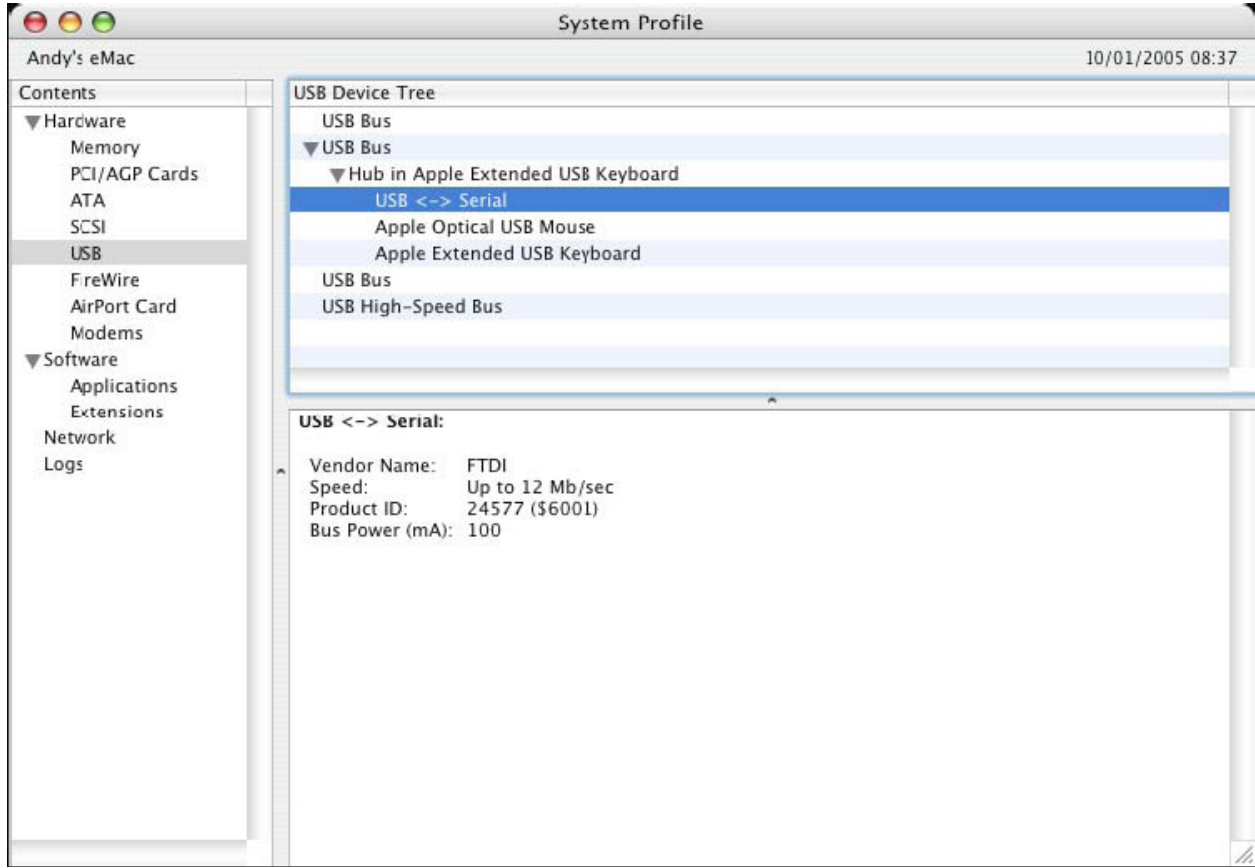 System Profile
Andy's eMac
10/01/2005 08:37
Contents
Hardware
Memory
PCI/AGP Cards
ATA
SCSI
USB
FireWire
AirPort Card
Modems
Software
Applications
Extensions
Network
Logs
USB Device Tree
USB Bus
USB Bus
Hub in Apple Extended USB Keyboard
USB <-> Serial
Apple Optical USB Mouse
Apple Extended USB Keyboard
USB Bus
USB High-Speed Bus
USB <-> Serial:
Vendor Name: FTDI
Speed: Up to 12 Mb/sec
Product ID: 24577 ($6001)
Bus Power (mA): 100